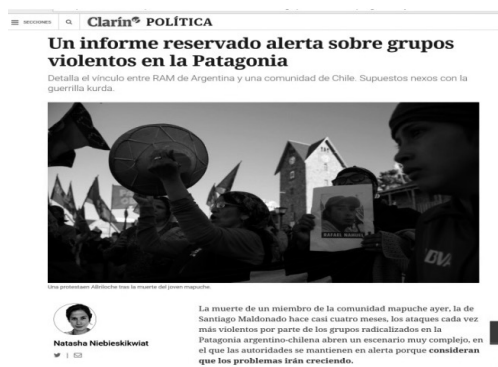 SECCIONES
Clarín POLÍTICA
Un informe reservado alerta sobre grupos
violentos en la Patagonia
Detalla el vínculo entre RAM de Argentina y una comunidad de Chile. Supuestos nexos con la
guerrilla kurda.
RAFAEL NAHUEL
Una protestaen Aliniloche tras la muerte del joven mapuche.
Natasha Niebieskikwiat
La muerte de un miembro de la comunidad mapuche ayer, la de
Santiago Maldonado hace casi cuatro meses, los ataques cada vez
más violentos por parte de los grupos radicalizados en la
Patagonia argentino-chilena abren un escenario muy complejo, en
el que las autoridades se mantienen en alerta porque consideran
que los problemas irán creciendo.